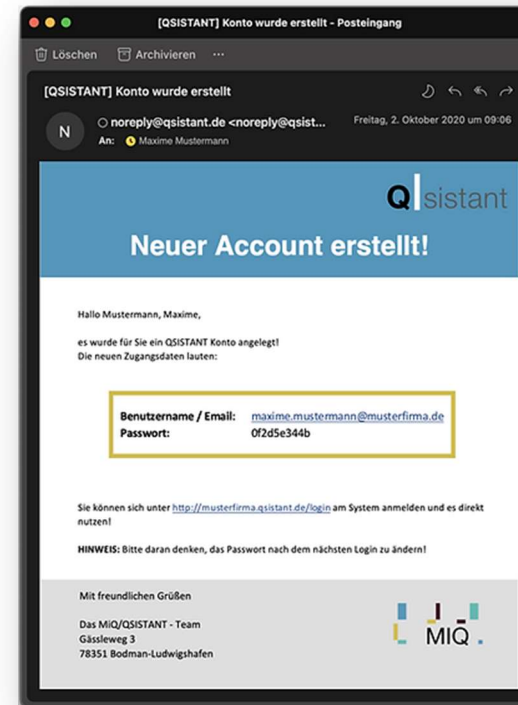 [QSISTANT] Konto wurde erstellt - Posteingang
Löschen Archivieren ...
[QSISTANT] Konto wurde erstellt
N
noreply@qsistant.de <noreply@qsist...
Freitag, 2. Oktober 2020 um 09:06
An: Maxime Mustermann
QIsistant
Neuer Account erstellt!
Hallo Mustermann, Maxime,
es wurde für Sie ein QSISTANT Konto angelegt!
Die neuen Zugangsdaten lauten:
Benutzername / Email: maxime.mustermann@musterfirma.de
Passwort: 0f2d5e344b
Sie können sich unter http://musterfirma.qsistant.de/login am System anmelden und es direkt
nutzen!
HINWEIS: Bitte daran denken, das Passwort nach dem nächsten Login zu ändern!
Mit freundlichen Grüßen
Das MiQ/QSISTANT - Team
Gässleweg 3
78351 Bodman-Ludwigshafen
MIQ